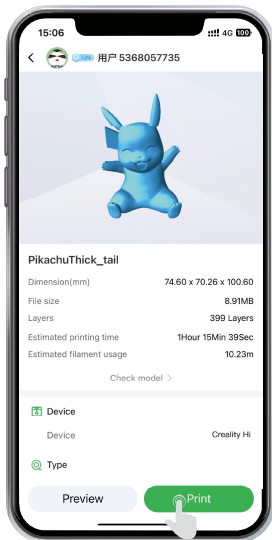 15:06 4G 100
用户 5368057735
PikachuThick_tail
Dimension(mm) 74.60 x 70.26 x 100.60
File size 8.91MB
Layers 399 Layers
Estimated printing time 1Hour 15Min 39Sec
Estimated filament usage 10.23m
Check model >
Device
Device Creality Hi
Type
Preview Print